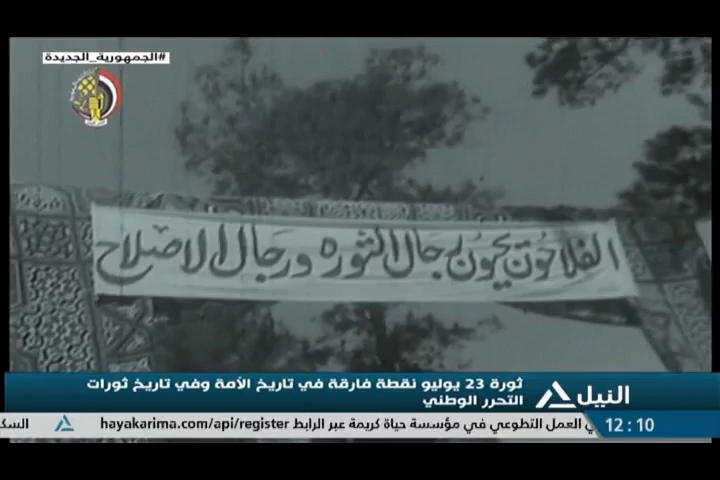 #الجمهورية_الجديدة
الفلاحون يحيون رجال الثوره ورجال الاصلاح
ثورة 23 يوليو نقطة فارقة في تاريخ الأمة وفي تاريخ ثورات
التحرر الوطني
النيل
12:10
ي العمل التطوعي في مؤسسة حياة كريمة عبر الرابط hayakarima.com/api/register
السك